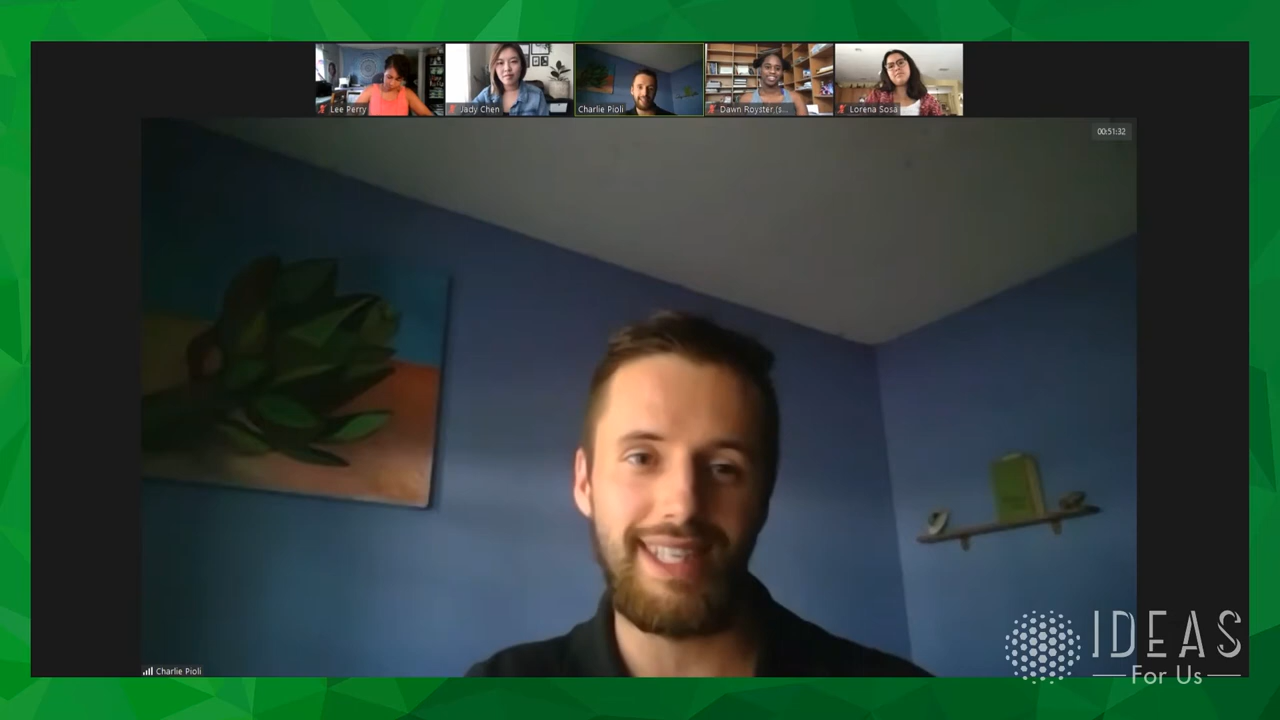 Lee Perry
Jady Chen
Charlie Pioli
Dawn Royster,(s...
Lorena Sosa
00:51:32
Charlie Pioli
IDEAS
For Us